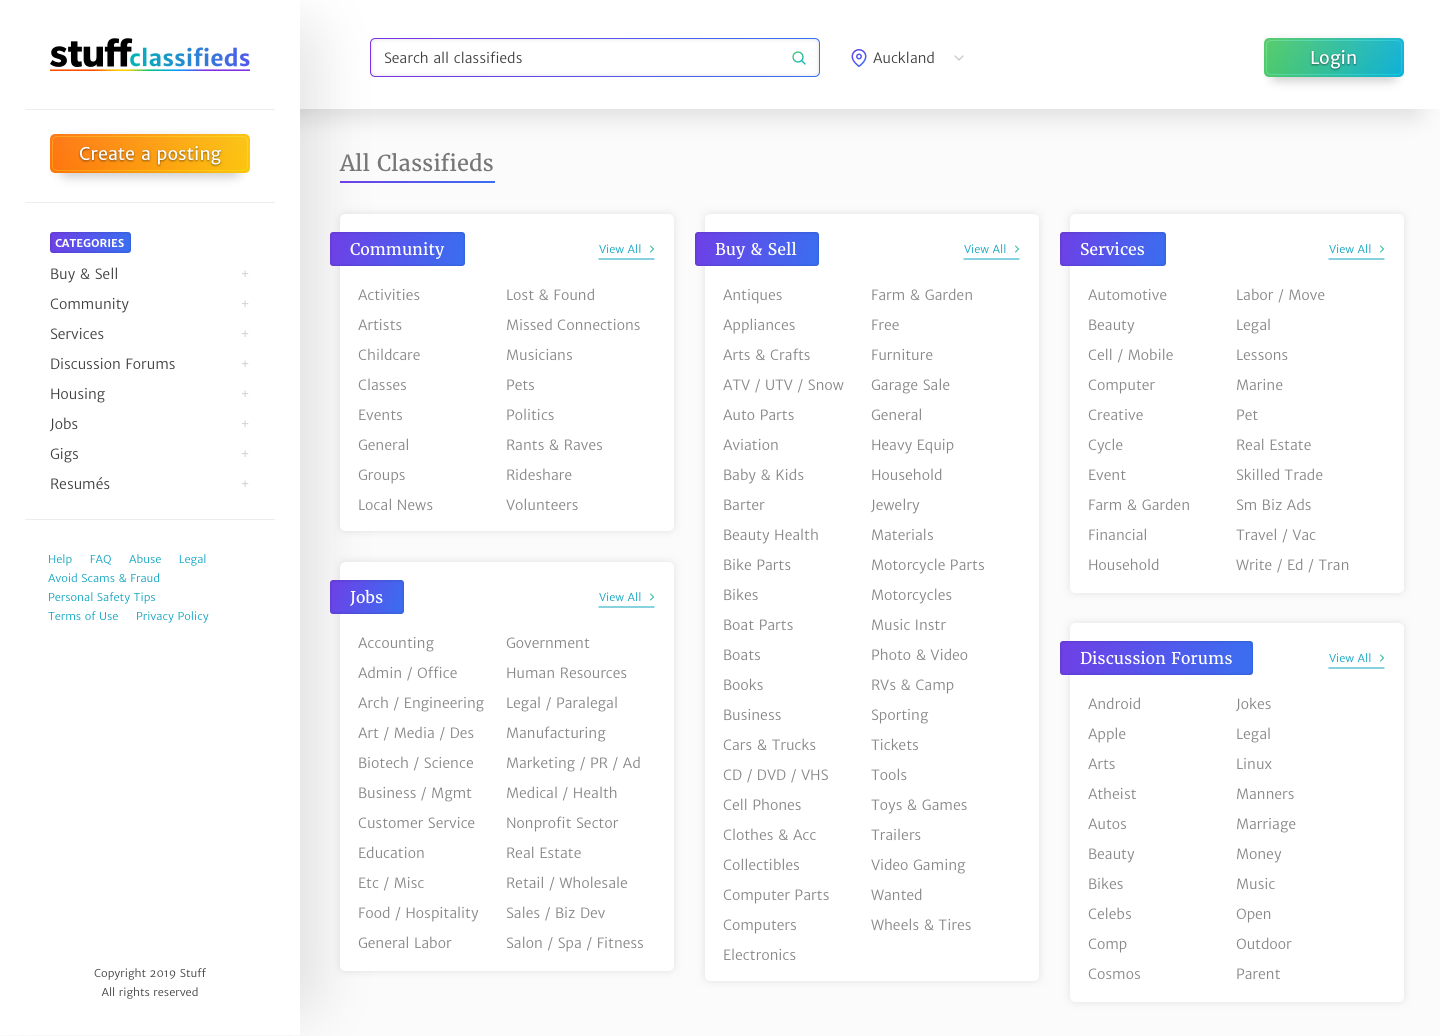 stuffclassifieds
Create a posting
CATEGORIES
Buy & Sell +
Community +
Services +
Discussion Forums +
Housing +
Jobs +
Gigs +
Resumés +
Help FAQ Abuse Legal
Avoid Scams & Fraud
Personal Safety Tips
Terms of Use Privacy Policy
Copyright 2019 Stuff
All rights reserved
Search all classifieds
Auckland
Login
All Classifieds
Community View All
Activities Lost & Found
Artists Missed Connections
Childcare Musicians
Classes Pets
Events Politics
General Rants & Raves
Groups Rideshare
Local News Volunteers
Jobs View All
Accounting Government
Admin / Office Human Resources
Arch / Engineering Legal / Paralegal
Art / Media / Des Manufacturing
Biotech / Science Marketing / PR / Ad
Business / Mgmt Medical / Health
Customer Service Nonprofit Sector
Education Real Estate
Etc / Misc Retail / Wholesale
Food / Hospitality Sales / Biz Dev
General Labor Salon / Spa / Fitness
Buy & Sell View All
Antiques Farm & Garden
Appliances Free
Arts & Crafts Furniture
ATV / UTV / Snow Garage Sale
Auto Parts General
Aviation Heavy Equip
Baby & Kids Household
Barter Jewelry
Beauty Health Materials
Bike Parts Motorcycle Parts
Bikes Motorcycles
Boat Parts Music Instr
Boats Photo & Video
Books RVs & Camp
Business Sporting
Cars & Trucks Tickets
CD / DVD / VHS Tools
Cell Phones Toys & Games
Clothes & Acc Trailers
Collectibles Video Gaming
Computer Parts Wanted
Computers Wheels & Tires
Electronics
Services View All
Automotive Labor / Move
Beauty Legal
Cell / Mobile Lessons
Computer Marine
Creative Pet
Cycle Real Estate
Event Skilled Trade
Farm & Garden Sm Biz Ads
Financial Travel / Vac
Household Write / Ed / Tran
Discussion Forums View All
Android Jokes
Apple Legal
Arts Linux
Atheist Manners
Autos Marriage
Beauty Money
Bikes Music
Celebs Open
Comp Outdoor
Cosmos Parent